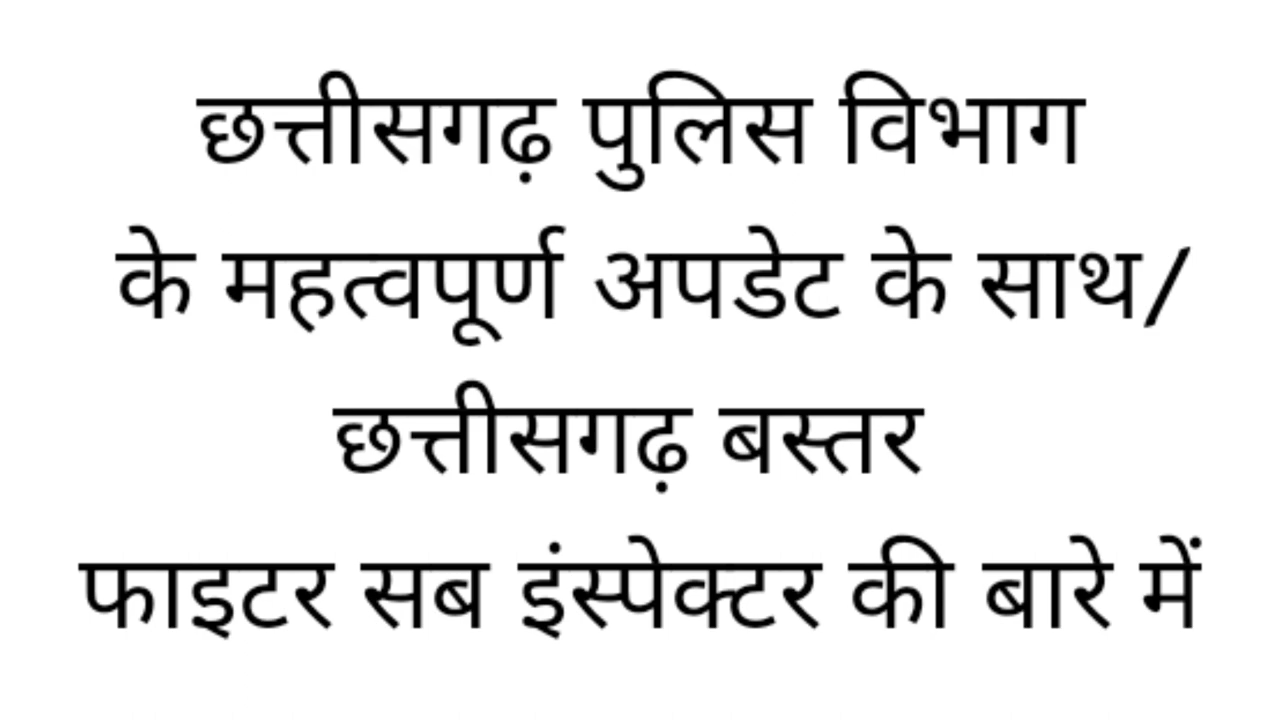 छत्तीसगढ़ पुलिस विभाग
के महत्वपूर्ण अपडेट के साथ/
छत्तीसगढ़ बस्तर
फाइटर सब इंस्पेक्टर की बारे में